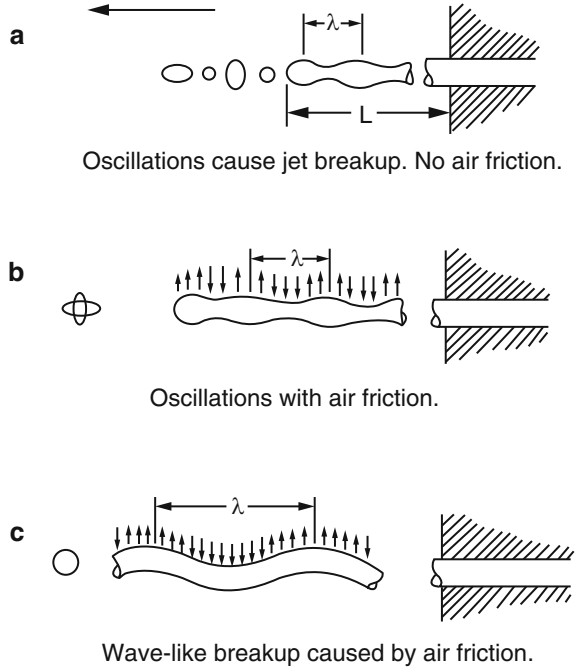 a
λ
L
Oscillations cause jet breakup. No air friction.
b
λ
Oscillations with air friction.
c
λ
Wave-like breakup caused by air friction.